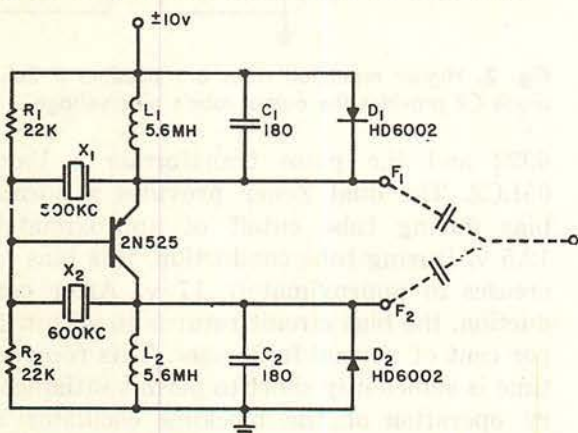 ±10v
R1
22K
L1
5.6MH
C1
180
D1
HD6002
X1
500KC
F1
2N525
X2
600KC
F2
R2
22K
L2
5.6MH
C2
180
D2
HD6002